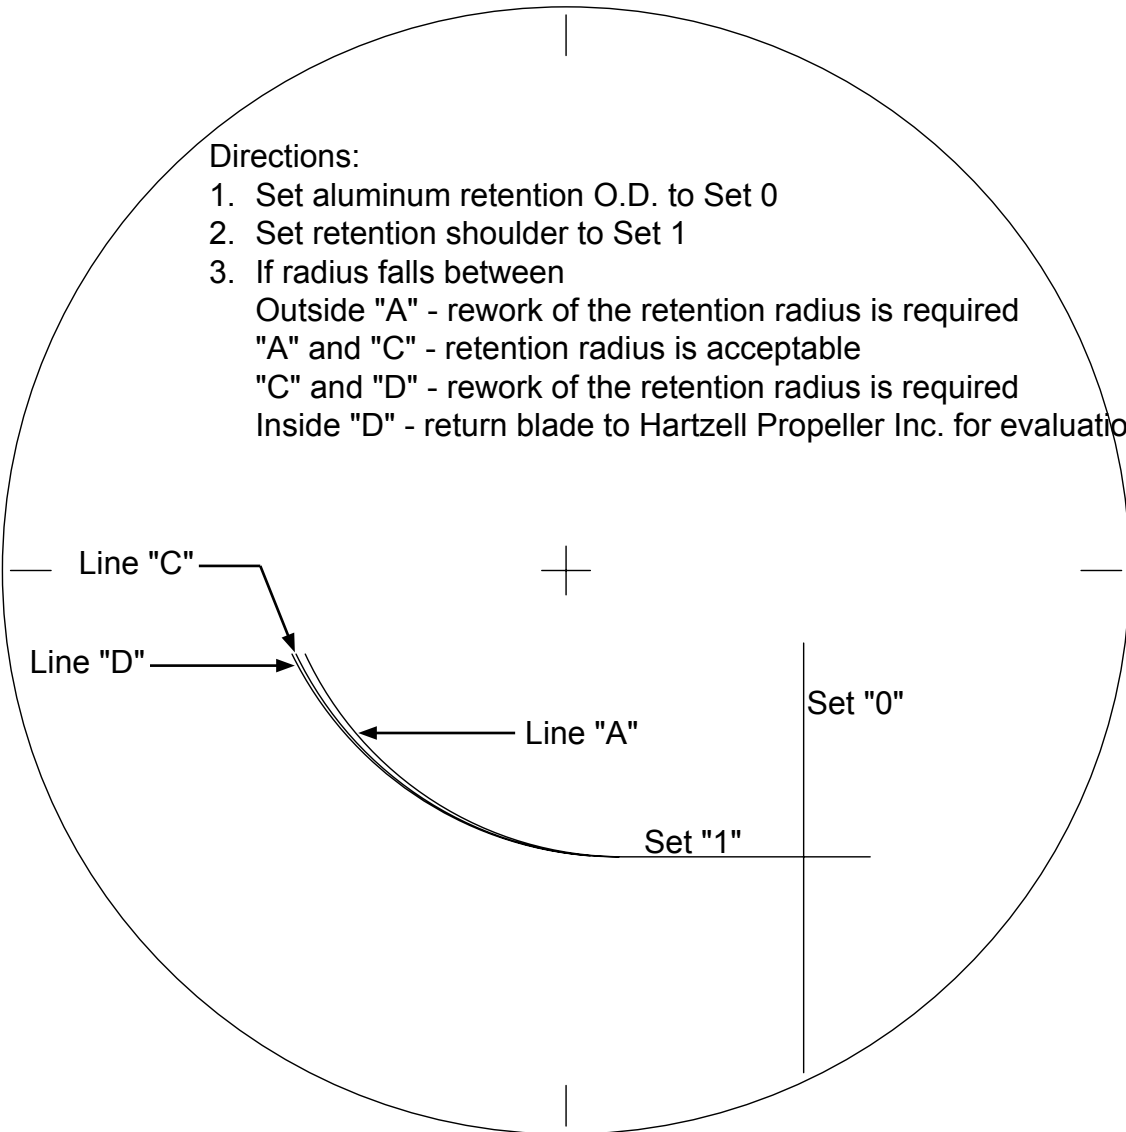 Directions:
1. Set aluminum retention O.D. to Set 0
2. Set retention shoulder to Set 1
3. If radius falls between
Outside "A" - rework of the retention radius is required
"A" and "C" - retention radius is acceptable
"C" and "D" - rework of the retention radius is required
Inside "D" - return blade to Hartzell Propeller Inc. for evaluatio
Line "C"
Line "D"
Set "0"
Line "A"
Set "1"